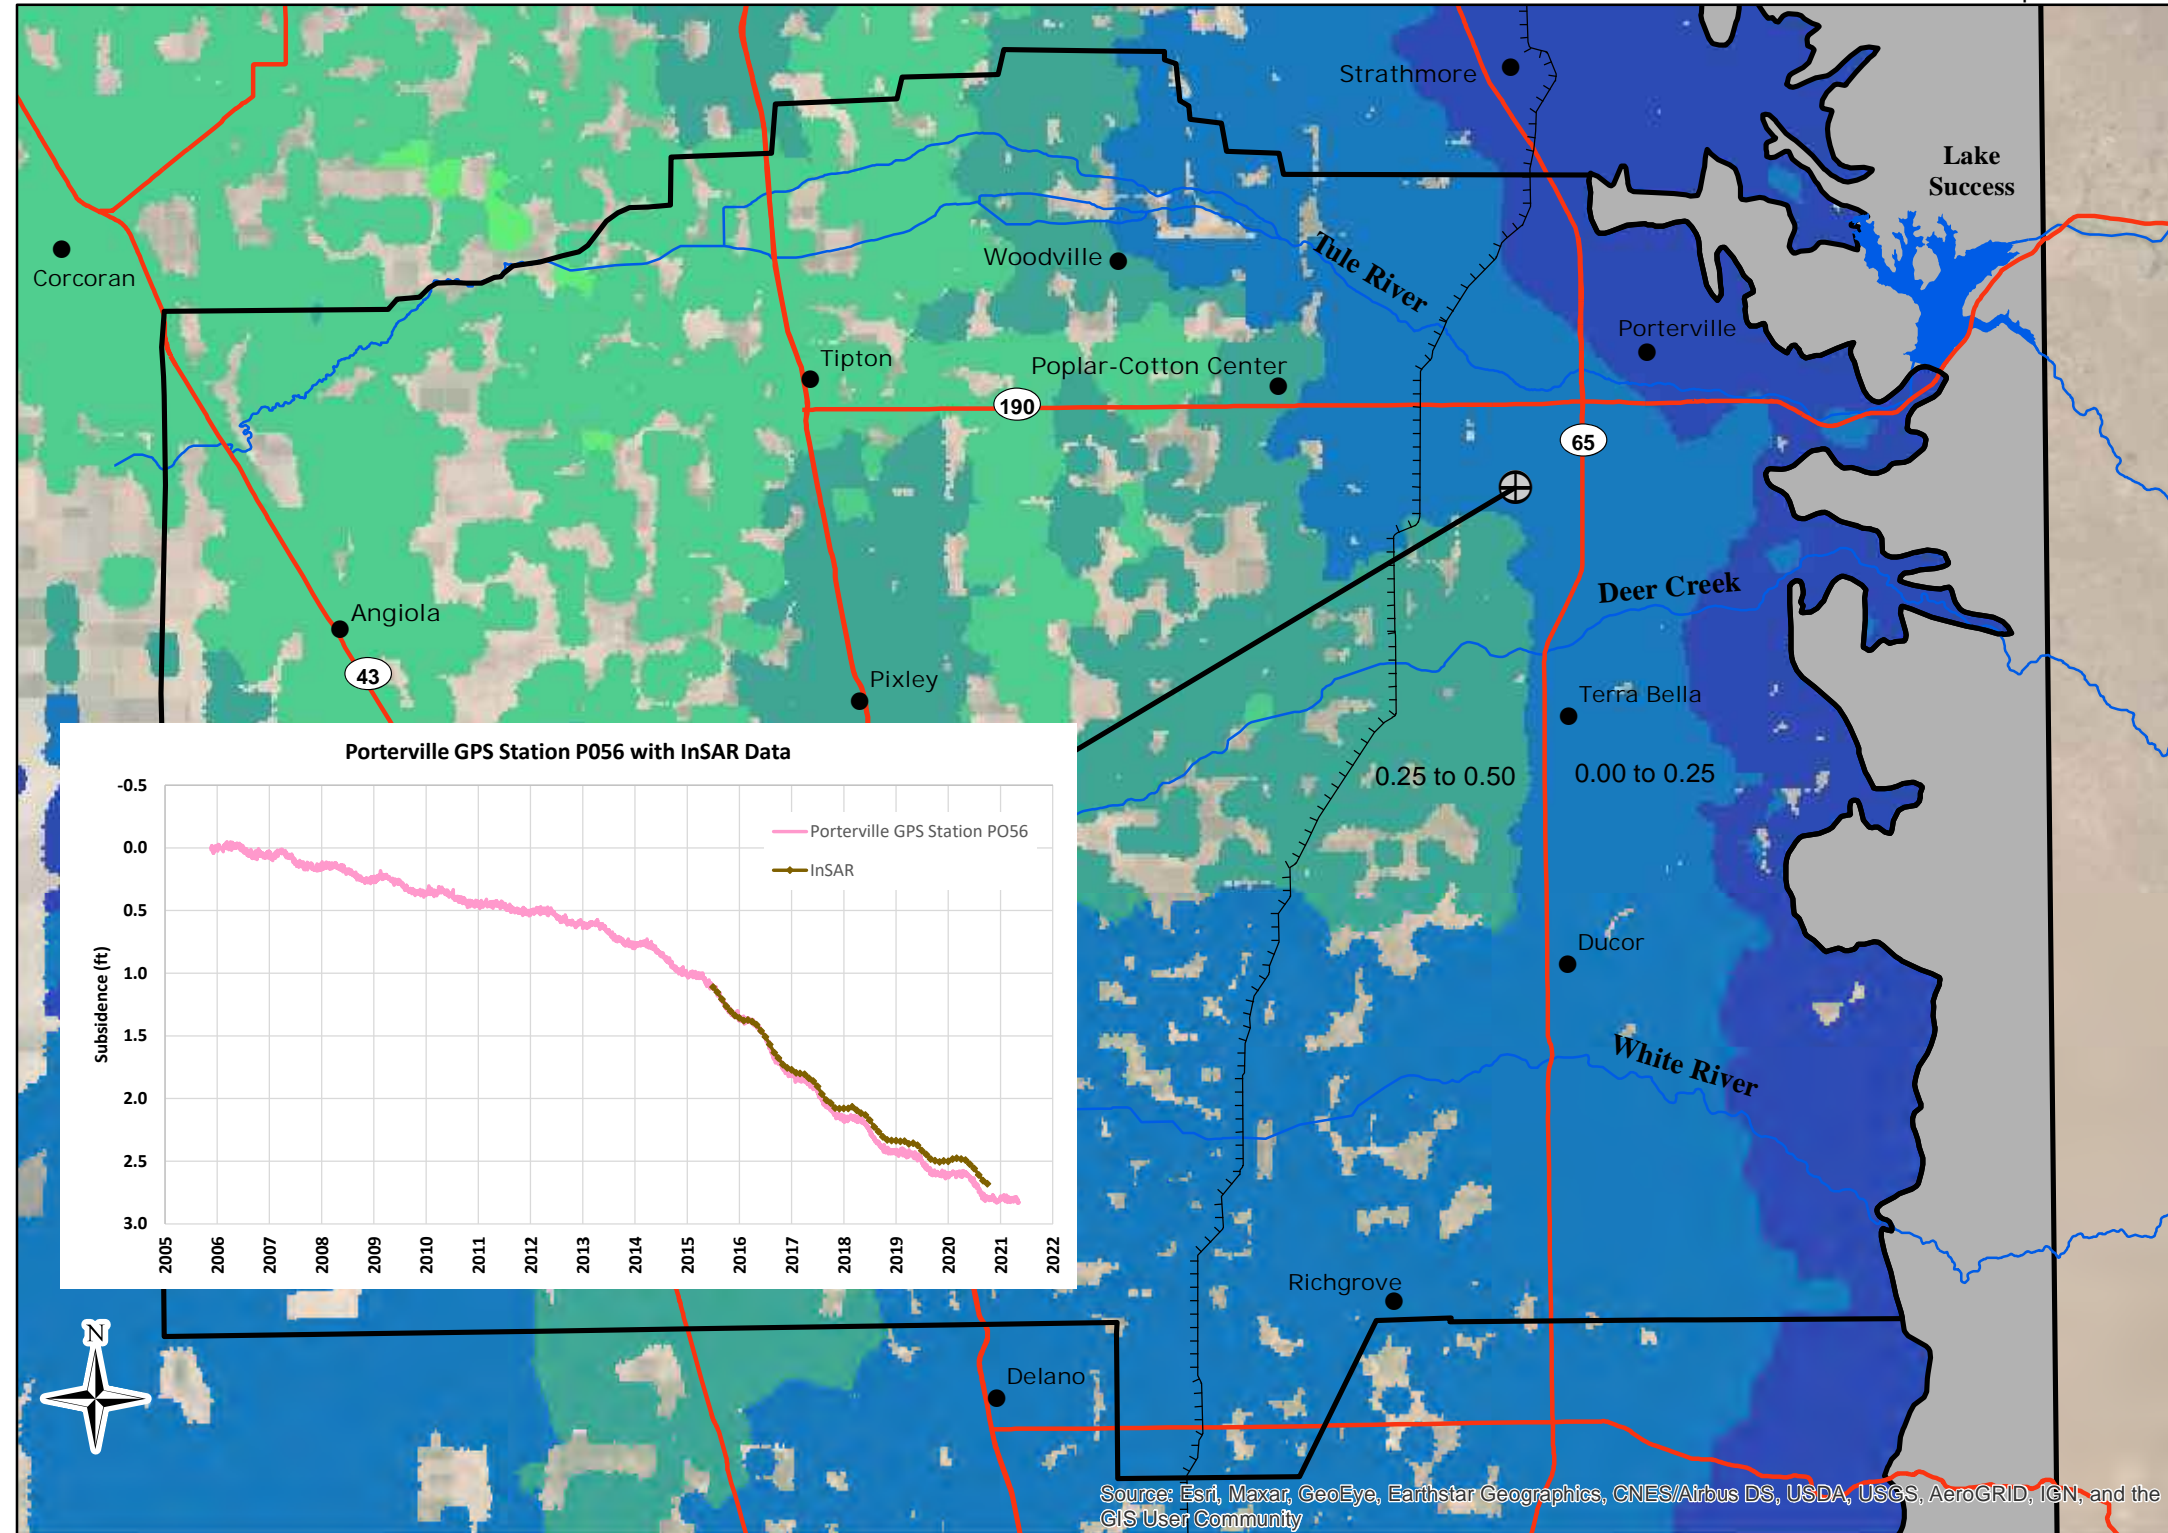 Strathmore
Lake
Success
Corcoran
Woodville
Tule River
Porterville
Tipton
Poplar-Cotton Center
190
65
Angiola
Deer Creek
43
Pixley
Terra Bella
0.25 to 0.50
0.00 to 0.25
Porterville GPS Station P056 with InSAR Data
-0.5
0.0
0.5
1.0
1.5
2.0
2.5
3.0
Subsidence (ft)
Porterville GPS Station PO56
InSAR
2005 2006 2007 2008 2009 2010 2011 2012 2013 2014 2015 2016 2017 2018 2019 2020 2021 2022
Ducor
White River
Richgrove
N
Delano
Source: Esri, Maxar, GeoEye, Earthstar Geographics, CNES/Airbus DS, USDA, USGS, AeroGRID, IGN, and the
GIS User Community